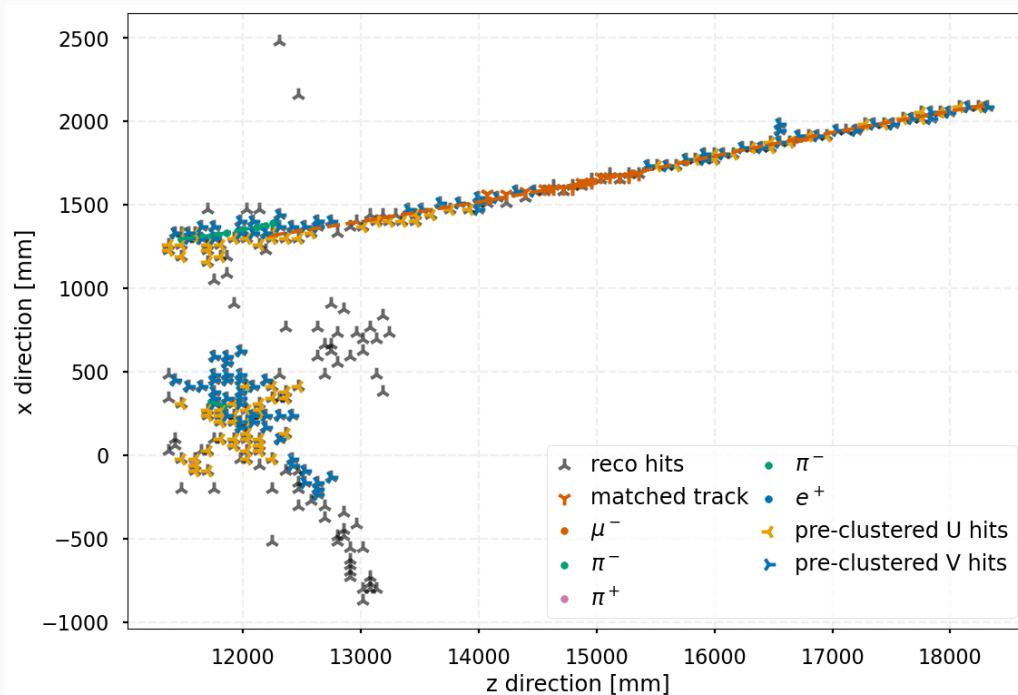 2500
2000
1500
1000
500
0
−500
−1000
x direction [mm]
12000 13000 14000 15000 16000 17000 18000
z direction [mm]
reco hits
matched track
μ⁻
π⁻
π⁺
π⁻
e⁺
pre-clustered U hits
pre-clustered V hits